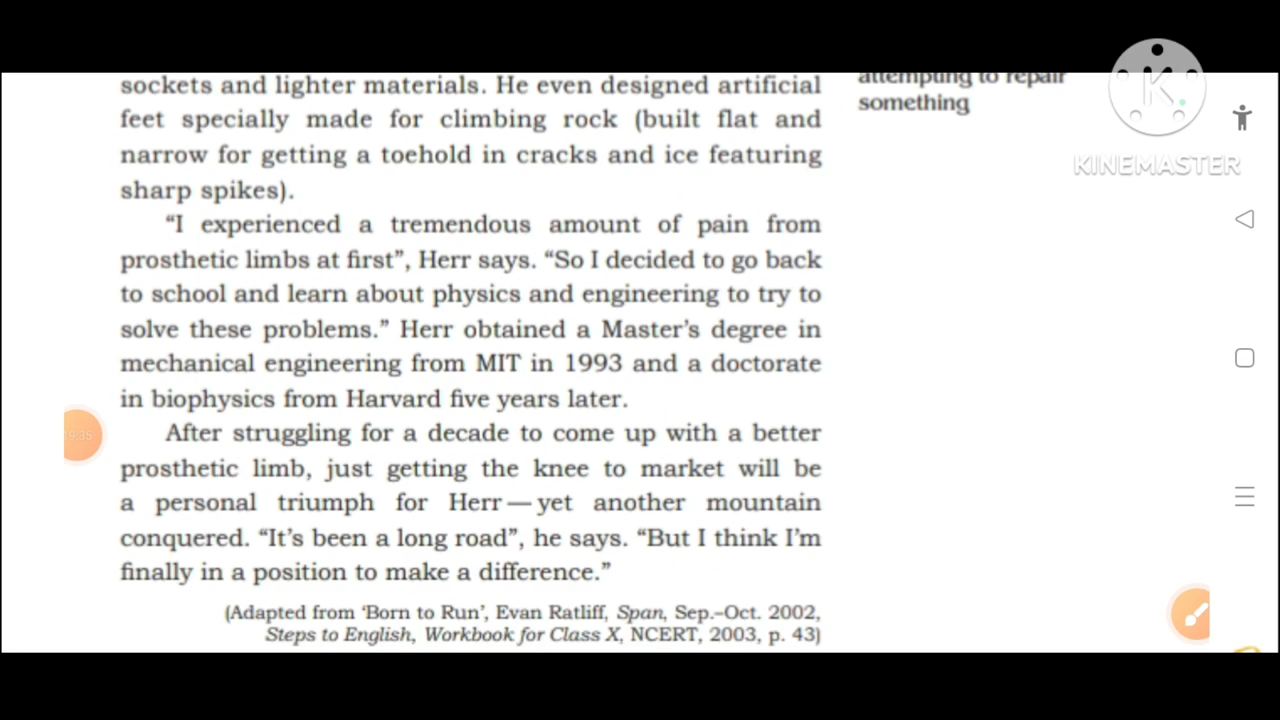 sockets and lighter materials. He even designed artificial
feet specially made for climbing rock (built flat and
narrow for getting a toehold in cracks and ice featuring
sharp spikes).
“I experienced a tremendous amount of pain from
prosthetic limbs at first”, Herr says. “So I decided to go back
to school and learn about physics and engineering to try to
solve these problems.” Herr obtained a Master’s degree in
mechanical engineering from MIT in 1993 and a doctorate
in biophysics from Harvard five years later.
After struggling for a decade to come up with a better
prosthetic limb, just getting the knee to market will be
a personal triumph for Herr — yet another mountain
conquered. “It’s been a long road”, he says. “But I think I’m
finally in a position to make a difference.”
(Adapted from ‘Born to Run’, Evan Ratliff, Span, Sep.–Oct. 2002,
Steps to English, Workbook for Class X, NCERT, 2003, p. 43)
attempting to repair
something
K
KINEMASTER